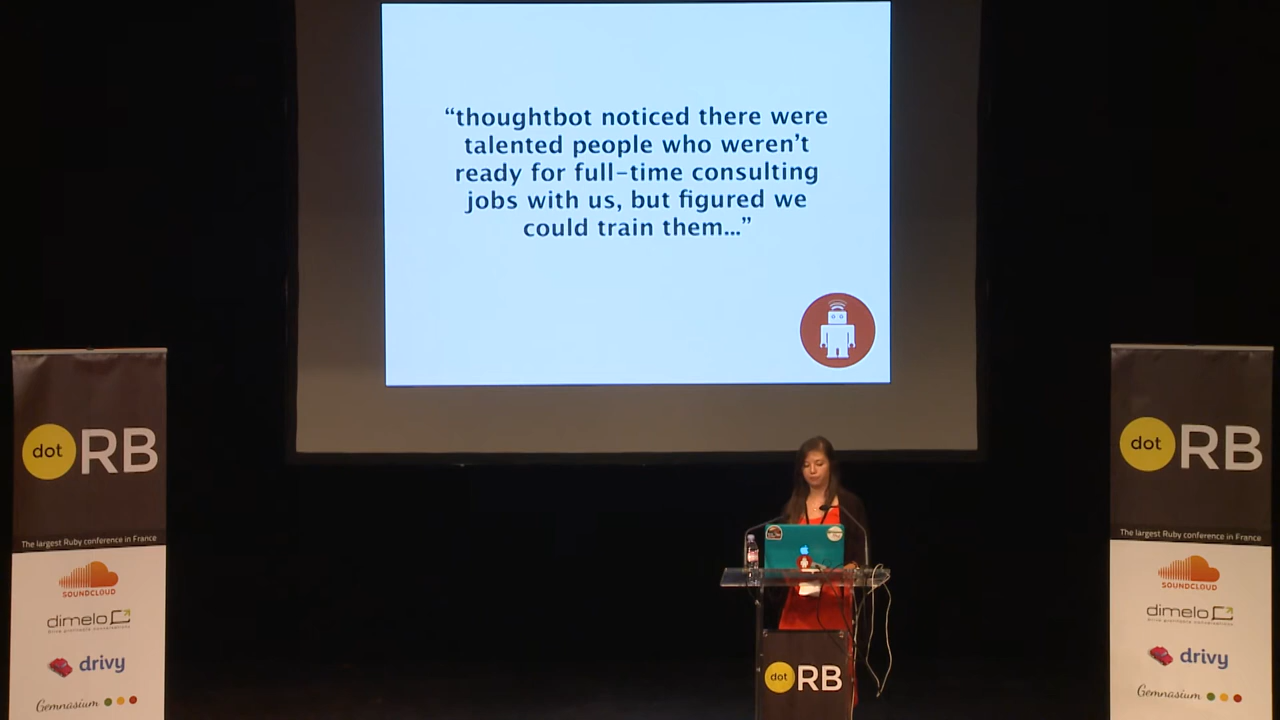 “thoughtbot noticed there were
talented people who weren’t
ready for full-time consulting
jobs with us, but figured we
could train them...”
dot RB
The largest Ruby conference in France
SOUNDCLOUD
dimelo
drivy
Gemnasium
dot RB
The largest Ruby conference in France
SOUNDCLOUD
dimelo
drivy
Gemnasium
dot RB